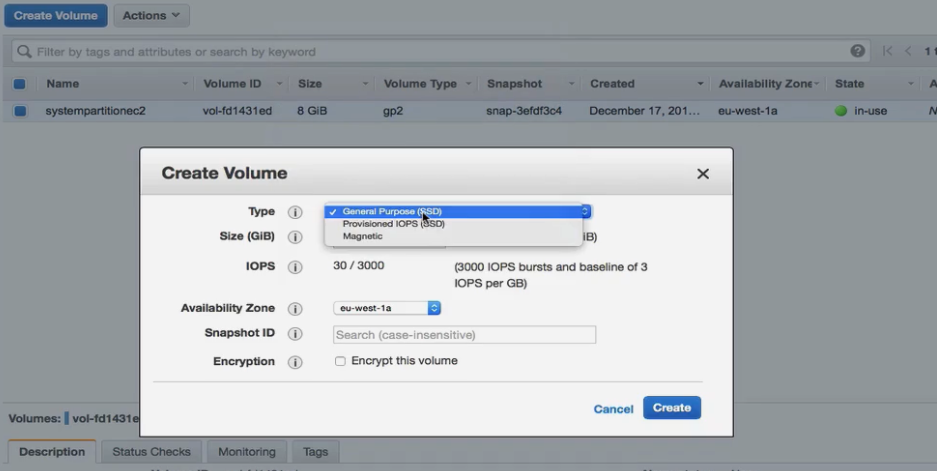 Create Volume
Actions
Filter by tags and attributes or search by keyword
Name Volume ID Size Volume Type Snapshot Created Availability Zone State
systempartitionec2 vol-fd1431ed 8 GiB gp2 snap-3efdf3c4 December 17, 201... eu-west-1a in-use
Create Volume
Type General Purpose (SSD)
Provisioned IOPS (SSD)
Magnetic
Size (GiB) iB)
IOPS 30 / 3000 (3000 IOPS bursts and baseline of 3
IOPS per GB)
Availability Zone eu-west-1a
Snapshot ID Search (case-insensitive)
Encryption Encrypt this volume
Cancel Create
Volumes: vol-fd1431e
Description Status Checks Monitoring Tags